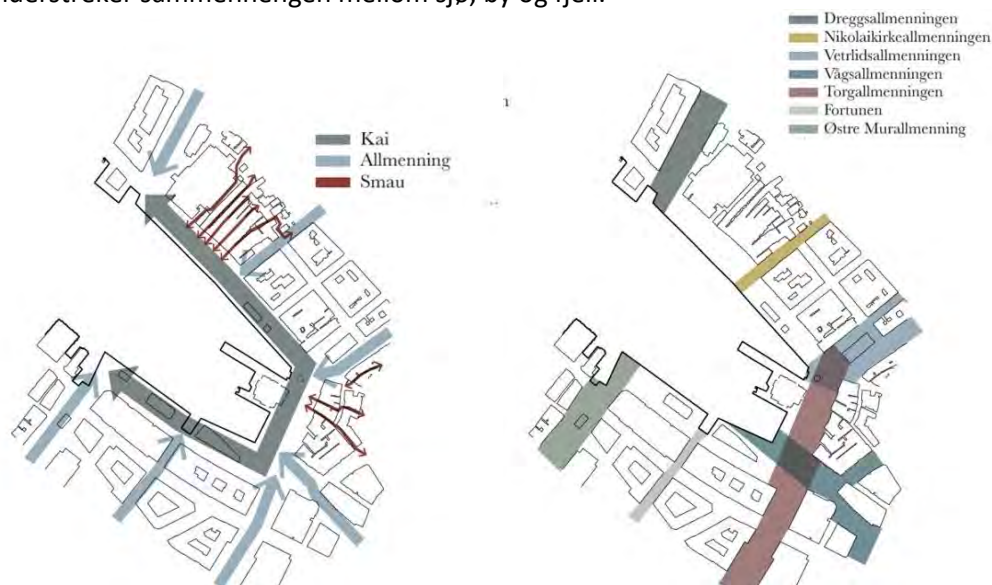 understreker sammenhengen mellom sjø, by og fjell.
Kai
Allmenning
Smau
Dreggsallmenningen
Nikolaikirkeallmenningen
Vetrlidsallmenningen
Vågsallmenningen
Torgallmenningen
Fortunen
Østre Murallmenning